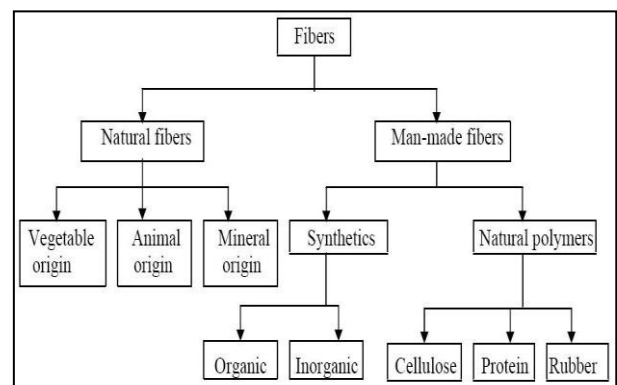 Fibers
Natural fibers
Man-made fibers
Vegetable
origin
Animal
origin
Mineral
origin
Synthetics
Natural polymers
Organic
Inorganic
Cellulose
Protein
Rubber